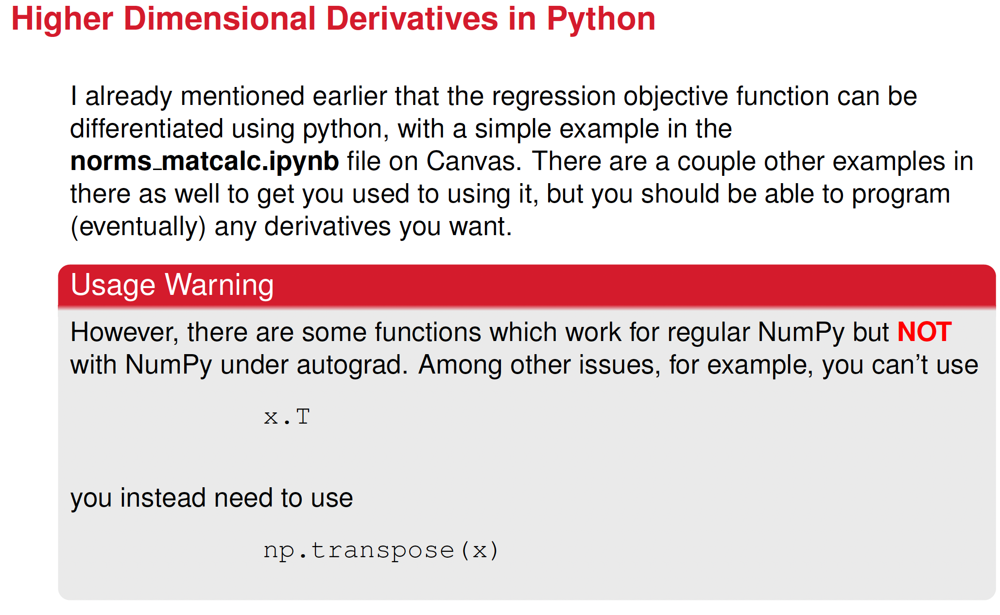 Higher Dimensional Derivatives in Python
I already mentioned earlier that the regression objective function can be
differentiated using python, with a simple example in the
norms_matcalc.ipynb file on Canvas. There are a couple other examples in
there as well to get you used to using it, but you should be able to program
(eventually) any derivatives you want.
Usage Warning
However, there are some functions which work for regular NumPy but NOT
with NumPy under autograd. Among other issues, for example, you can't use
x.T
you instead need to use
np.transpose(x)